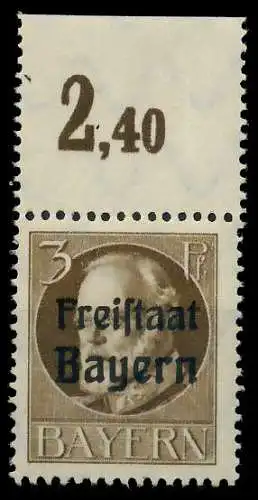 2,40
3 Pf
Freiſtaat
Bayern
BAYERN